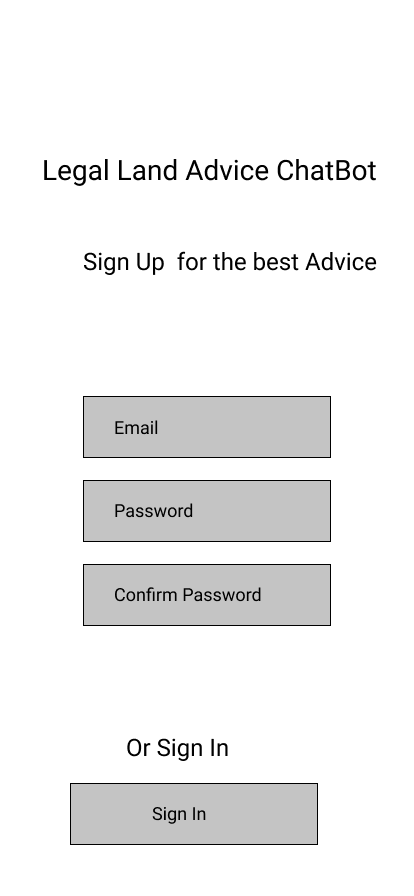 Legal Land Advice ChatBot
Sign Up  for the best Advice
Email
Password
Confirm Password
Or Sign In
Sign In